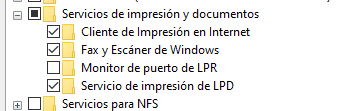 Servicios de impresión y documentos
Cliente de Impresión en Internet
Fax y Escáner de Windows
Monitor de puerto de LPR
Servicio de impresión de LPD
Servicios para NFS